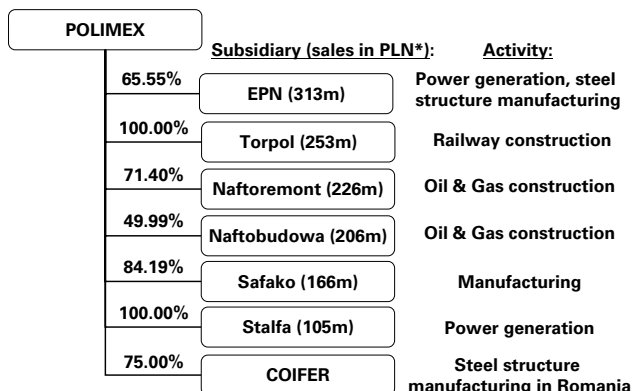 POLIMEX
Subsidiary (sales in PLN*): Activity:
65.55% EPN (313m) Power generation, steel
structure manufacturing
100.00% Torpol (253m) Railway construction
71.40% Naftoremont (226m) Oil & Gas construction
49.99% Naftobudowa (206m) Oil & Gas construction
84.19% Safako (166m) Manufacturing
100.00% Stalfa (105m) Power generation
75.00% COIFER Steel structure
manufacturing in Romania